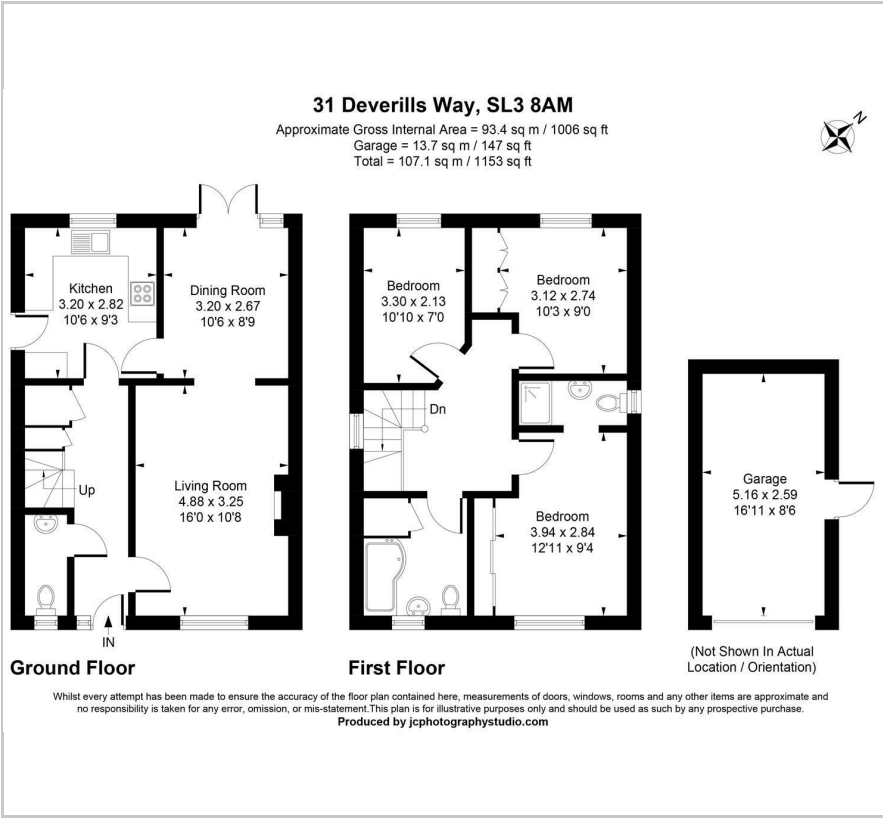 31 Deverills Way, SL3 8AM
Approximate Gross Internal Area = 93.4 sq m / 1006 sq ft
Garage = 13.7 sq m / 147 sq ft
Total = 107.1 sq m / 1153 sq ft
N
Kitchen
3.20 x 2.82
10'6 x 9'3
Dining Room
3.20 x 2.67
10'6 x 8'9
Up
Living Room
4.88 x 3.25
16'0 x 10'8
IN
Ground Floor
Bedroom
3.30 x 2.13
10'10 x 7'0
Bedroom
3.12 x 2.74
10'3 x 9'0
Dn
Bedroom
3.94 x 2.84
12'11 x 9'4
First Floor
Garage
5.16 x 2.59
16'11 x 8'6
(Not Shown In Actual
Location / Orientation)
Whilst every attempt has been made to ensure the accuracy of the floor plan contained here, measurements of doors, windows, rooms and any other items are approximate and
no responsibility is taken for any error, omission, or mis-statement.This plan is for illustrative purposes only and should be used as such by any prospective purchase.
Produced by jcphotographystudio.com